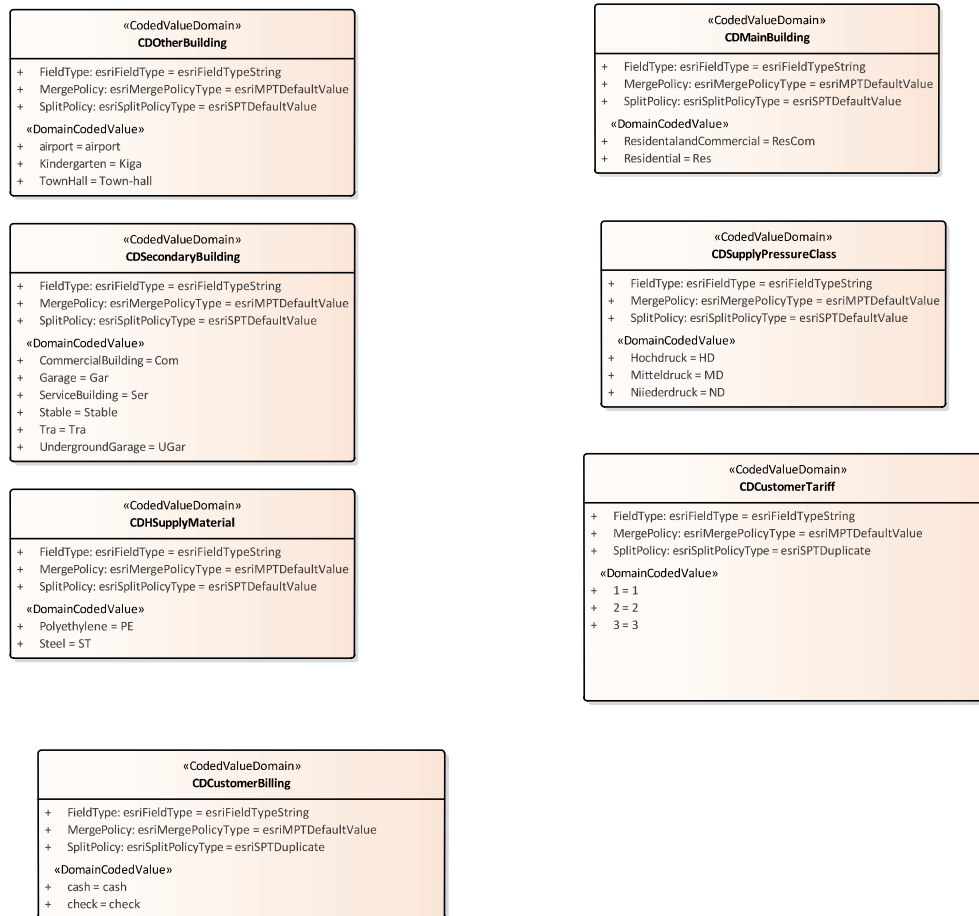 «CodedValueDomain»
CDOtherBuilding
+ FieldType: esriFieldType = esriFieldTypeString
+ MergePolicy: esriMergePolicyType = esriMPTDefaultValue
+ SplitPolicy: esriSplitPolicyType = esriSPTDefaultValue
«DomainCodedValue»
+ airport = airport
+ Kindergarten = Kiga
+ TownHall = Town-hall
«CodedValueDomain»
CDMainBuilding
+ FieldType: esriFieldType = esriFieldTypeString
+ MergePolicy: esriMergePolicyType = esriMPTDefaultValue
+ SplitPolicy: esriSplitPolicyType = esriSPTDefaultValue
«DomainCodedValue»
+ ResidentalandCommercial = ResCom
+ Residential = Res
«CodedValueDomain»
CDSecondaryBuilding
+ FieldType: esriFieldType = esriFieldTypeString
+ MergePolicy: esriMergePolicyType = esriMPTDefaultValue
+ SplitPolicy: esriSplitPolicyType = esriSPTDefaultValue
«DomainCodedValue»
+ CommercialBuilding = Com
+ Garage = Gar
+ ServiceBuilding = Ser
+ Stable = Stable
+ Tra = Tra
+ UndergroundGarage = UGar
«CodedValueDomain»
CDSupplyPressureClass
+ FieldType: esriFieldType = esriFieldTypeString
+ MergePolicy: esriMergePolicyType = esriMPTDefaultValue
+ SplitPolicy: esriSplitPolicyType = esriSPTDefaultValue
«DomainCodedValue»
+ Hochdruck = HD
+ Mitteldruck = MD
+ Niiederdruck = ND
«CodedValueDomain»
CDHSupplyMaterial
+ FieldType: esriFieldType = esriFieldTypeString
+ MergePolicy: esriMergePolicyType = esriMPTDefaultValue
+ SplitPolicy: esriSplitPolicyType = esriSPTDefaultValue
«DomainCodedValue»
+ Polyethylene = PE
+ Steel = ST
«CodedValueDomain»
CDCustomerTariff
+ FieldType: esriFieldType = esriFieldTypeString
+ MergePolicy: esriMergePolicyType = esriMPTDefaultValue
+ SplitPolicy: esriSplitPolicyType = esriSPTDuplicate
«DomainCodedValue»
+ 1 = 1
+ 2 = 2
+ 3 = 3
«CodedValueDomain»
CDCustomerBilling
+ FieldType: esriFieldType = esriFieldTypeString
+ MergePolicy: esriMergePolicyType = esriMPTDefaultValue
+ SplitPolicy: esriSplitPolicyType = esriSPTDuplicate
«DomainCodedValue»
+ cash = cash
+ check = check